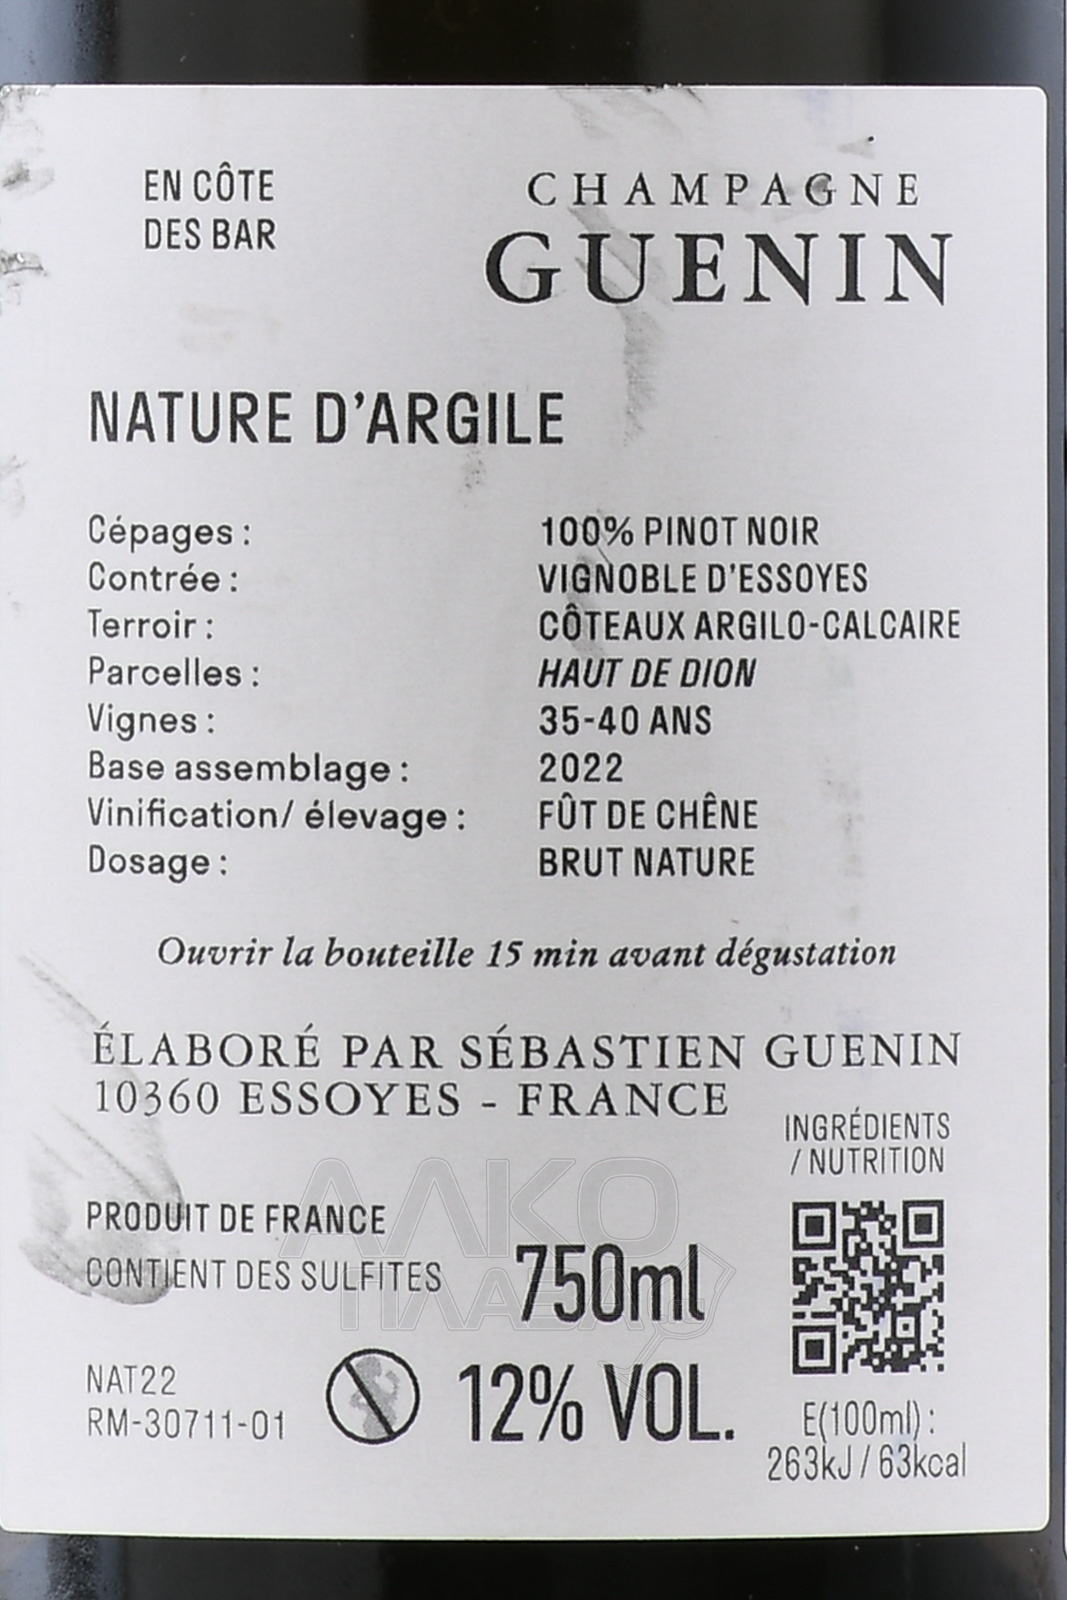 EN CÔTE
DES BAR
CHAMPAGNE
GUENIN
NATURE D'ARGILE
Cépages : 100% PINOT NOIR
Contrée : VIGNOBLE D'ESSOYES
Terroir : CÔTEAUX ARGILO-CALCAIRE
Parcelles : HAUT DE DION
Vignes : 35-40 ANS
Base assemblage : 2022
Vinification/ élevage : FÛT DE CHÊNE
Dosage : BRUT NATURE
Ouvrir la bouteille 15 min avant dégustation
ÉLABORÉ PAR SÉBASTIEN GUENIN
10360 ESSOYES - FRANCE
INGRÉDIENTS
/ NUTRITION
PRODUIT DE FRANCE
CONTIENT DES SULFITES
750ml
NAT22
RM-30711-01
12% VOL.
E(100ml) :
263kJ / 63kcal
АЛКО
ПЛАЗА